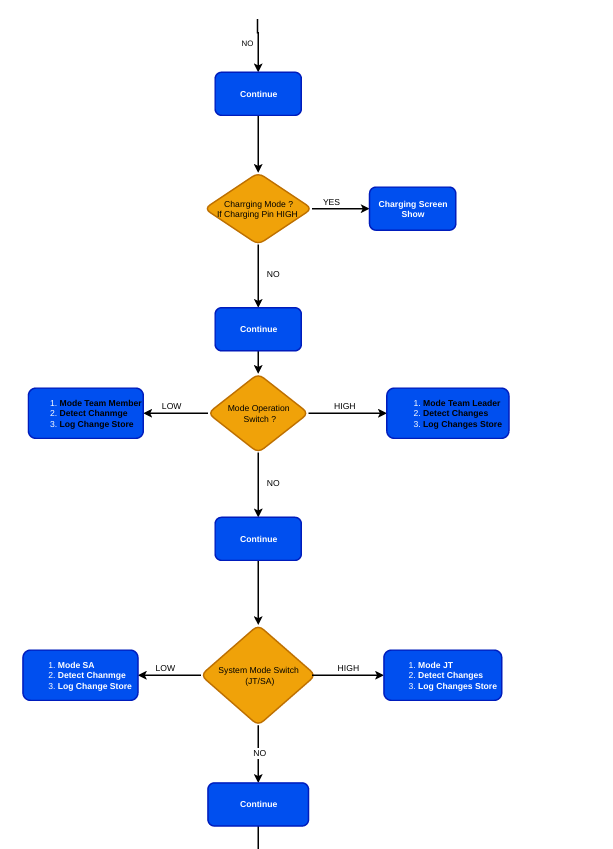 NO
Continue
Charrging Mode ?
If Charging Pin HIGH
YES
Charging Screen
Show
NO
Continue
1. Mode Team Member
2. Detect Chanmge
3. Log Change Store
LOW
Mode Operation
Switch ?
HIGH
1. Mode Team Leader
2. Detect Changes
3. Log Changes Store
NO
Continue
1. Mode SA
2. Detect Chanmge
3. Log Change Store
LOW
System Mode Switch
(JT/SA)
HIGH
1. Mode JT
2. Detect Changes
3. Log Changes Store
NO
Continue